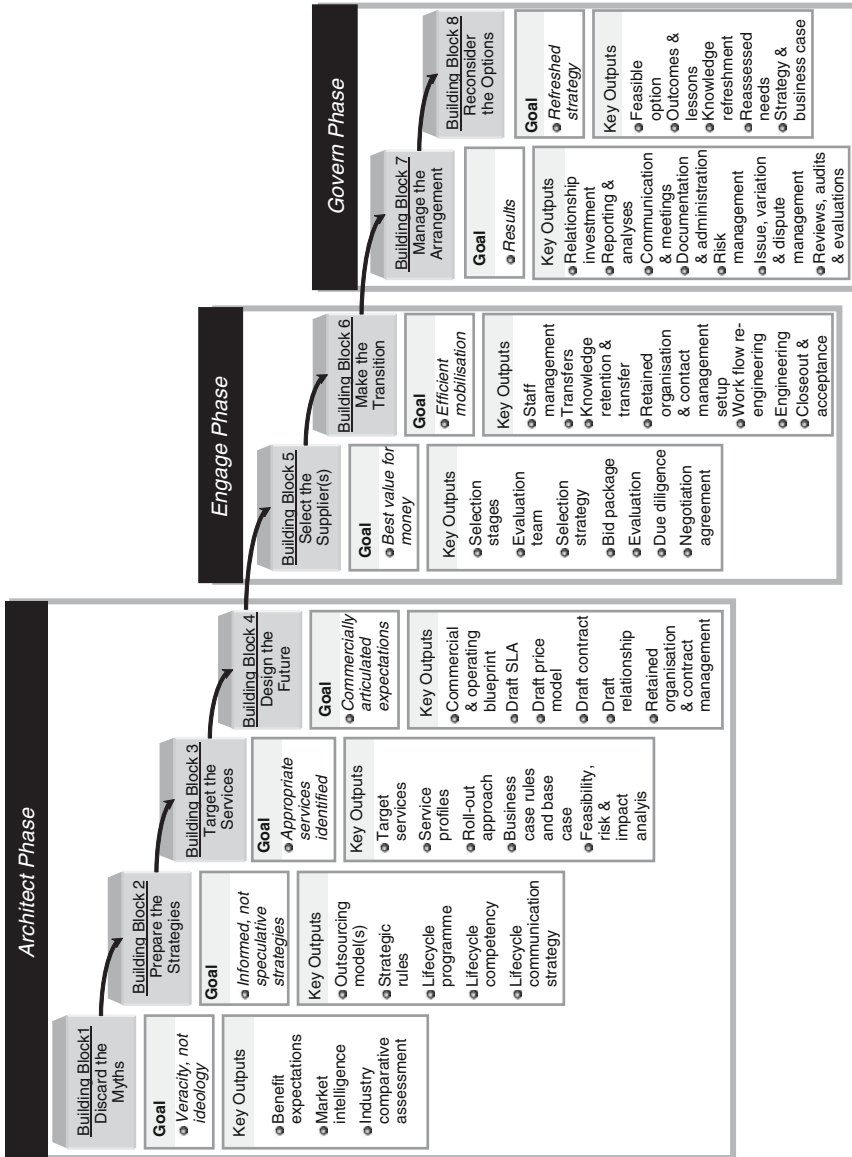 Architect Phase
Building Block1
Discard the
Myths
Goal
Veracity, not
ideology
Key Outputs
Benefit
expectations
Market
intelligence
Industry
comparative
assessment
Building Block 2
Prepare the
Strategies
Goal
Informed, not
speculative
strategies
Key Outputs
Outsourcing
model(s)
Strategic
rules
Lifecycle
programme
Lifecycle
competency
Lifecycle
communication
strategy
Building Block 3
Target the
Services
Goal
Appropriate
services
identified
Key Outputs
Target
services
Service
profiles
Roll-out
approach
Business
case rules
and base
case
Feasibility,
risk &
impact
analyis
Building Block 4
Design the
Future
Goal
Commercially
articulated
expectations
Key Outputs
Commercial
& operating
blueprint
Draft SLA
Draft price
model
Draft contract
Draft
relationship
Retained
organisation
& contract
management
Engage Phase
Building Block 5
Select the
Supplier(s)
Goal
Best value for
money
Key Outputs
Selection
stages
Evaluation
team
Selection
strategy
Bid package
Evaluation
Due diligence
Negotiation
agreement
Building Block 6
Make the
Transition
Goal
Efficient
mobilisation
Key Outputs
Staff
management
Transfers
Knowledge
retention &
transfer
Retained
organisation
& contact
management
setup
Work flow re-
engineering
Engineering
Closeout &
acceptance
Govern Phase
Building Block 7
Manage the
Arrangement
Goal
Results
Key Outputs
Relationship
investment
Reporting &
analyses
Communication
& meetings
Documentation
& administration
Risk
management
Issue, variation
& dispute
management
Reviews, audits
& evaluations
Building Block 8
Reconsider
the Options
Goal
Refreshed
strategy
Key Outputs
Feasible
option
Outcomes &
lessons
Knowledge
refreshment
Reassessed
needs
Strategy &
business case